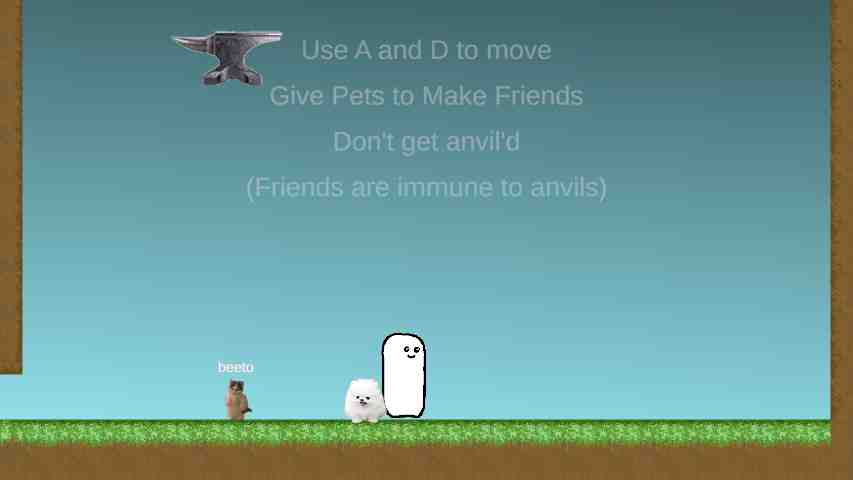 Use A and D to move
Give Pets to Make Friends
Don't get anvil'd
(Friends are immune to anvils)
beeto